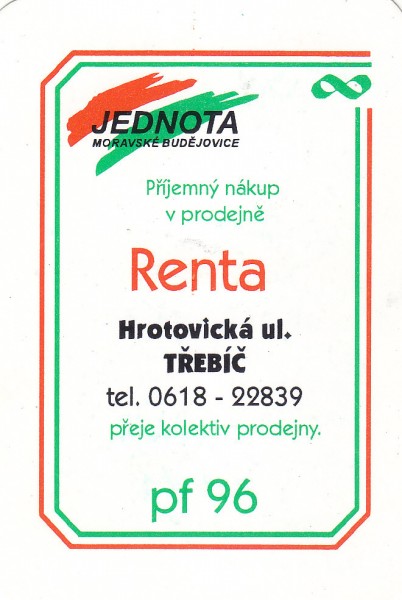 JEDNOTA
MORAVSKÉ BUDĚJOVICE
Příjemný nákup
v prodejně
Renta
Hrotovická ul.
TŘEBÍČ
tel. 0618 - 22839
přeje kolektiv prodejny.
pf 96